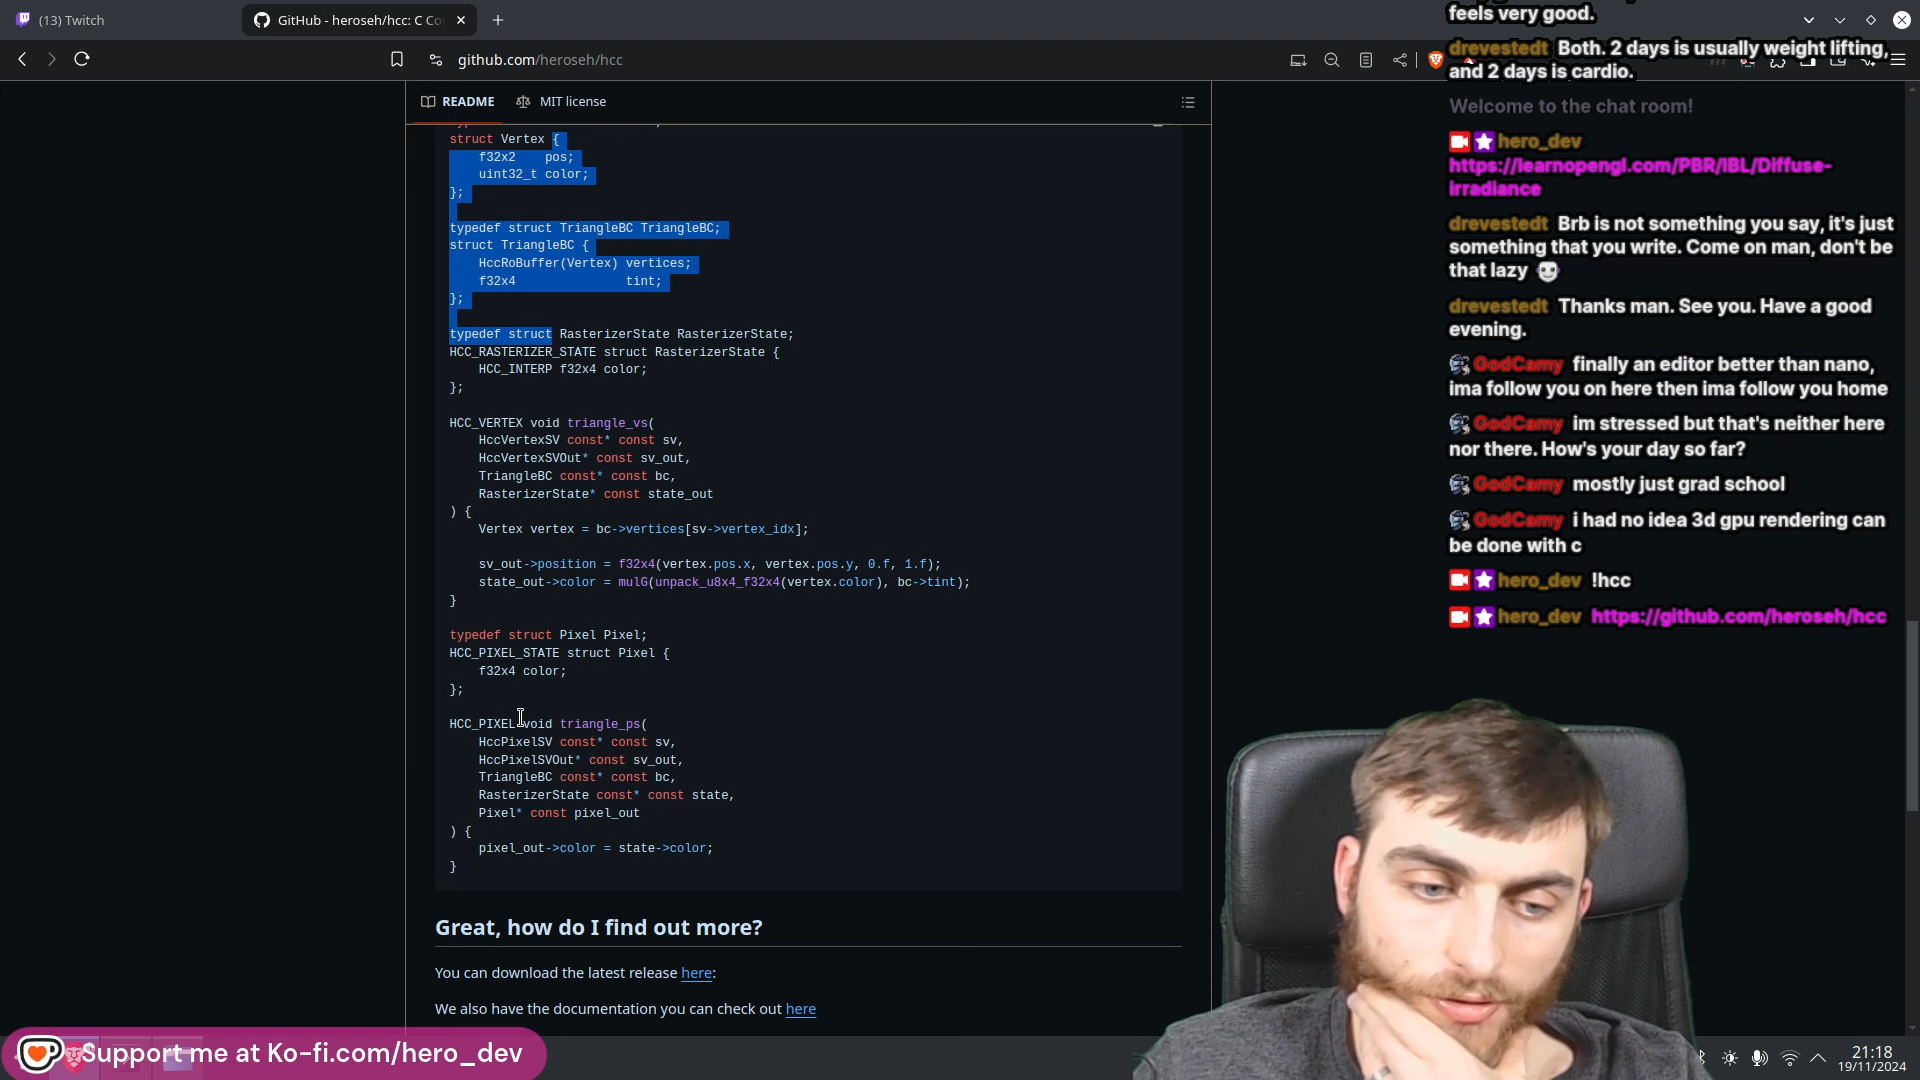 (13) Twitch
GitHub - heroseh/hcc: C Co
github.com/heroseh/hcc
README
MIT license
struct Vertex {
f32x2    pos;
uint32_t color;
};
typedef struct TriangleBC TriangleBC;
struct TriangleBC {
HccRoBuffer(Vertex) vertices;
f32x4               tint;
};
typedef struct RasterizerState RasterizerState;
HCC_RASTERIZER_STATE struct RasterizerState {
HCC_INTERP f32x4 color;
};
HCC_VERTEX void triangle_vs(
HccVertexSV const* const sv,
HccVertexSVOut* const sv_out,
TriangleBC const* const bc,
RasterizerState* const state_out
) {
Vertex vertex = bc->vertices[sv->vertex_idx];
sv_out->position = f32x4(vertex.pos.x, vertex.pos.y, 0.f, 1.f);
state_out->color = mulG(unpack_u8x4_f32x4(vertex.color), bc->tint);
}
typedef struct Pixel Pixel;
HCC_PIXEL_STATE struct Pixel {
f32x4 color;
};
HCC_PIXEL void triangle_ps(
HccPixelSV const* const sv,
HccPixelSVOut* const sv_out,
TriangleBC const* const bc,
RasterizerState const* const state,
Pixel* const pixel_out
) {
pixel_out->color = state->color;
}
Great, how do I find out more?
You can download the latest release here:
We also have the documentation you can check out here
Support me at Ko-fi.com/hero_dev
feels very good.
drevestedt Both. 2 days is usually weight lifting,
and 2 days is cardio.
Welcome to the chat room!
hero_dev
https://learnopengl.com/PBR/IBL/Diffuse-
irradiance
drevestedt Brb is not something you say, it's just
something that you write. Come on man, don't be
that lazy
drevestedt Thanks man. See you. Have a good
evening.
GodCamy finally an editor better than nano,
ima follow you on here then ima follow you home
GodCamy im stressed but that's neither here
nor there. How's your day so far?
GodCamy mostly just grad school
GodCamy i had no idea 3d gpu rendering can
be done with c
hero_dev !hcc
hero_dev https://github.com/heroseh/hcc
21:18
19/11/2024